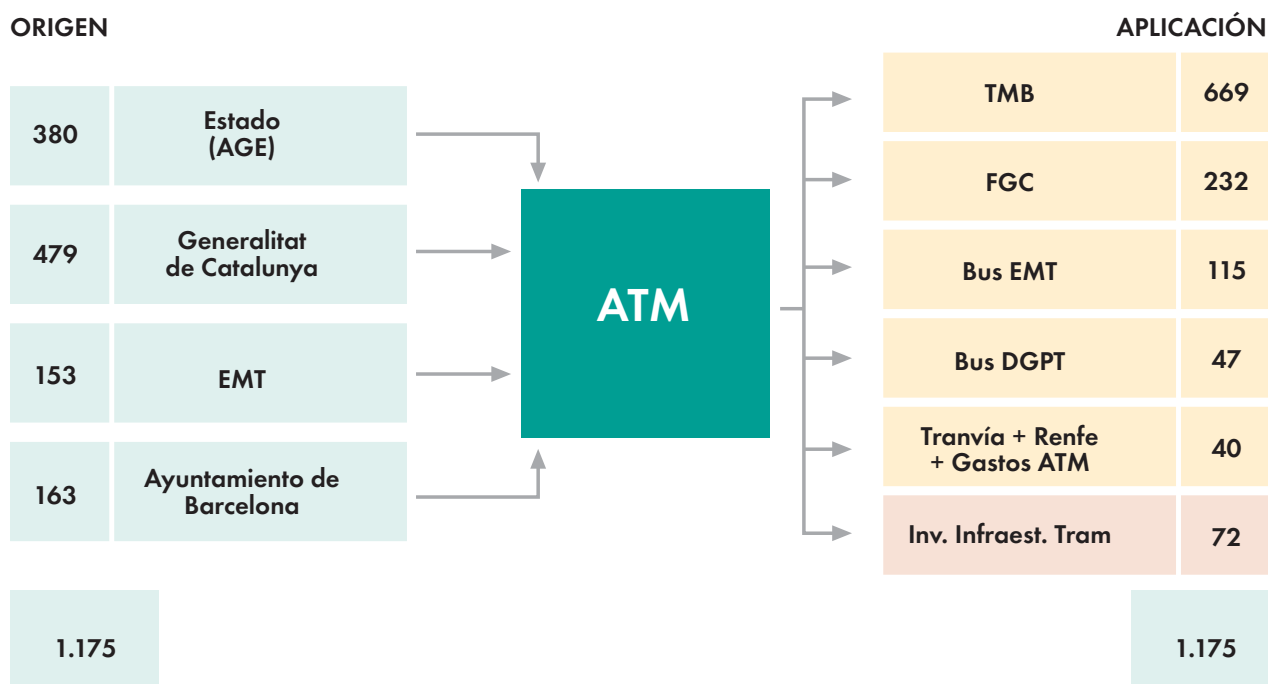 ORIGEN
APLICACIÓN
380
Estado
(AGE)
479
Generalitat
de Catalunya
153
EMT
163
Ayuntamiento de
Barcelona
1.175
ATM
TMB
669
FGC
232
Bus EMT
115
Bus DGPT
47
Tranvía + Renfe
+ Gastos ATM
40
Inv. Infraest. Tram
72
1.175